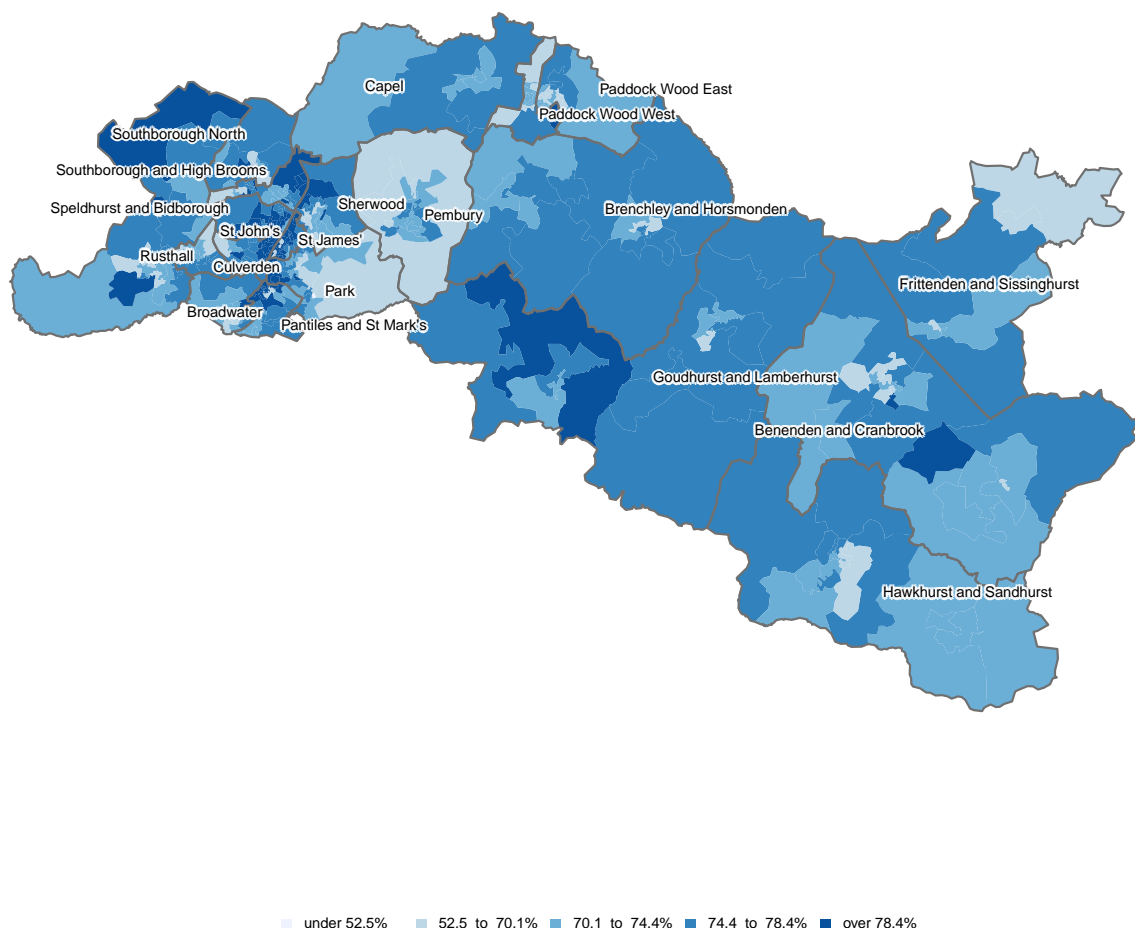 Capel
Paddock Wood East
Paddock Wood West
Southborough North
Southborough and High Brooms
Sherwood
Speldhurst and Bidborough
Pembury
Brenchley and Horsmonden
St John's
St James'
Rusthall
Culverden
Frittenden and Sissinghurst
Park
Broadwater
Pantiles and St Mark's
Goudhurst and Lamberhurst
Benenden and Cranbrook
Hawkhurst and Sandhurst
under 52.5% 52.5 to 70.1% 70.1 to 74.4% 74.4 to 78.4% over 78.4%